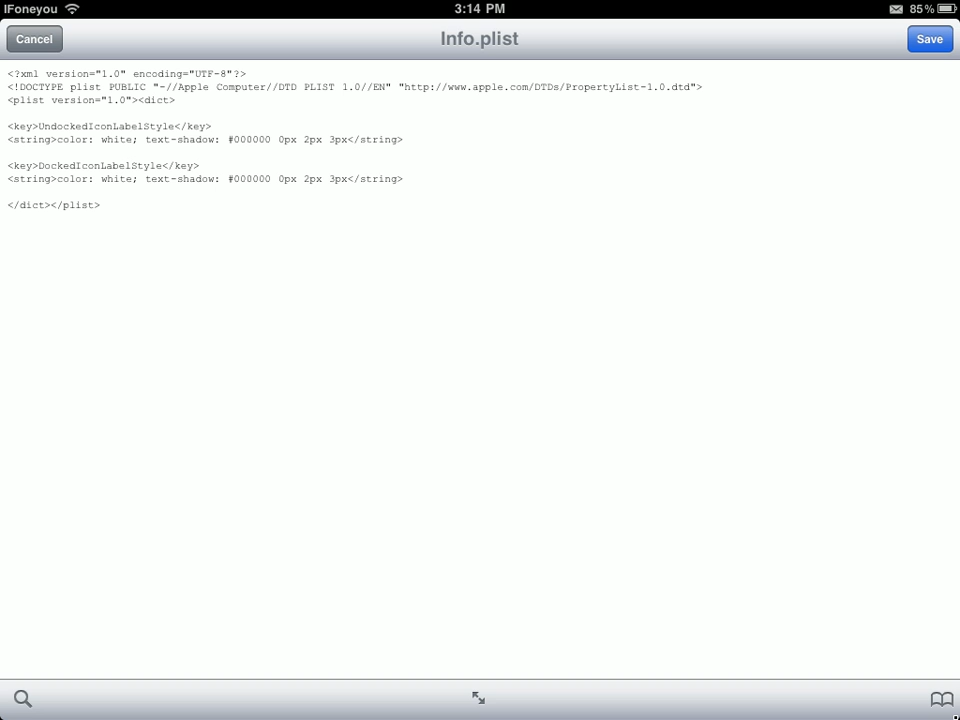 IFoneyou 3:14 PM 85%
Cancel Info.plist Save
<?xml version="1.0" encoding="UTF-8"?>
<!DOCTYPE plist PUBLIC "-//Apple Computer//DTD PLIST 1.0//EN" "http://www.apple.com/DTDs/PropertyList-1.0.dtd">
<plist version="1.0"><dict>
<key>UndockedIconLabelStyle</key>
<string>color: white; text-shadow: #000000 0px 2px 3px</string>
<key>DockedIconLabelStyle</key>
<string>color: white; text-shadow: #000000 0px 2px 3px</string>
</dict></plist>